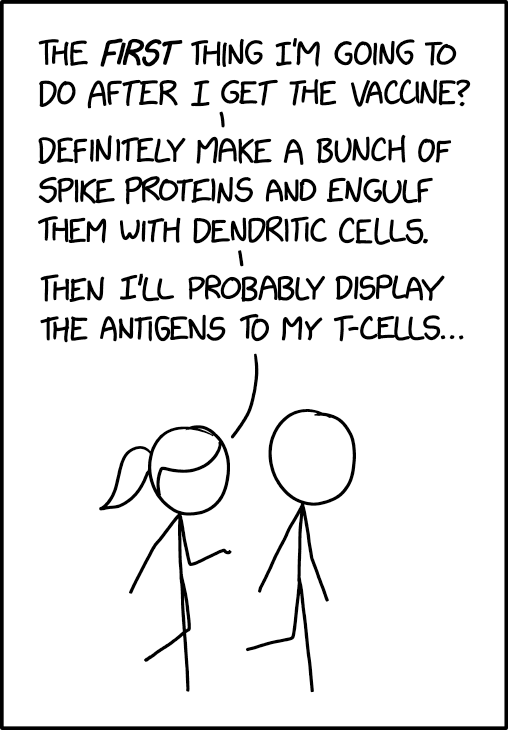 THE FIRST THING I'M GOING TO
DO AFTER I GET THE VACCINE?
DEFINITELY MAKE A BUNCH OF
SPIKE PROTEINS AND ENGULF
THEM WITH DENDRITIC CELLS.
THEN I'LL PROBABLY DISPLAY
THE ANTIGENS TO MY T-CELLS...